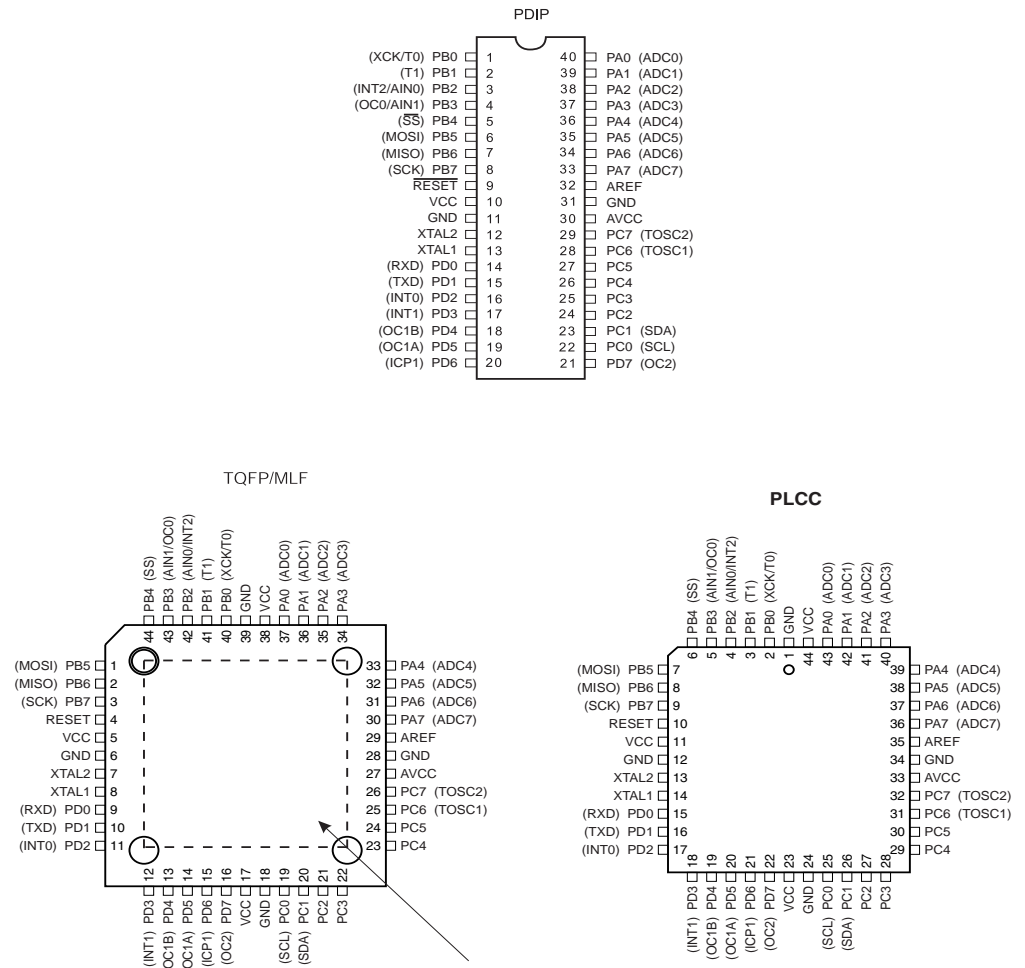 PDIP
(XCK/T0) PB0 1 40 PA0 (ADC0)
(T1) PB1 2 39 PA1 (ADC1)
(INT2/AIN0) PB2 3 38 PA2 (ADC2)
(OC0/AIN1) PB3 4 37 PA3 (ADC3)
(SS) PB4 5 36 PA4 (ADC4)
(MOSI) PB5 6 35 PA5 (ADC5)
(MISO) PB6 7 34 PA6 (ADC6)
(SCK) PB7 8 33 PA7 (ADC7)
RESET 9 32 AREF
VCC 10 31 GND
GND 11 30 AVCC
XTAL2 12 29 PC7 (TOSC2)
XTAL1 13 28 PC6 (TOSC1)
(RXD) PD0 14 27 PC5
(TXD) PD1 15 26 PC4
(INT0) PD2 16 25 PC3
(INT1) PD3 17 24 PC2
(OC1B) PD4 18 23 PC1 (SDA)
(OC1A) PD5 19 22 PC0 (SCL)
(ICP1) PD6 20 21 PD7 (OC2)
TQFP/MLF
PB4 (SS)
PB3 (AIN1/OC0)
PB2 (AIN0/INT2)
PB1 (T1)
PB0 (XCK/T0)
GND
VCC
PA0 (ADC0)
PA1 (ADC1)
PA2 (ADC2)
PA3 (ADC3)
44 43 42 41 40 39 38 37 36 35 34
(MOSI) PB5 1 33 PA4 (ADC4)
(MISO) PB6 2 32 PA5 (ADC5)
(SCK) PB7 3 31 PA6 (ADC6)
RESET 4 30 PA7 (ADC7)
VCC 5 29 AREF
GND 6 28 GND
XTAL2 7 27 AVCC
XTAL1 8 26 PC7 (TOSC2)
(RXD) PD0 9 25 PC6 (TOSC1)
(TXD) PD1 10 24 PC5
(INT0) PD2 11 23 PC4
12 13 14 15 16 17 18 19 20 21 22
(INT1) PD3
(OC1B) PD4
(OC1A) PD5
(ICP1) PD6
(OC2) PD7
VCC
GND
(SCL) PC0
(SDA) PC1
PC2
PC3
PLCC
PB4 (SS)
PB3 (AIN1/OC0)
PB2 (AIN0/INT2)
PB1 (T1)
PB0 (XCK/T0)
GND
VCC
PA0 (ADC0)
PA1 (ADC1)
PA2 (ADC2)
PA3 (ADC3)
6 5 4 3 2 1 44 43 42 41 40
(MOSI) PB5 7 39 PA4 (ADC4)
(MISO) PB6 8 38 PA5 (ADC5)
(SCK) PB7 9 37 PA6 (ADC6)
RESET 10 36 PA7 (ADC7)
VCC 11 35 AREF
GND 12 34 GND
XTAL2 13 33 AVCC
XTAL1 14 32 PC7 (TOSC2)
(RXD) PD0 15 31 PC6 (TOSC1)
(TXD) PD1 16 30 PC5
(INT0) PD2 17 29 PC4
18 19 20 21 22 23 24 25 26 27 28
(INT1) PD3
(OC1B) PD4
(OC1A) PD5
(ICP1) PD6
(OC2) PD7
VCC
GND
(SCL) PC0
(SDA) PC1
PC2
PC3